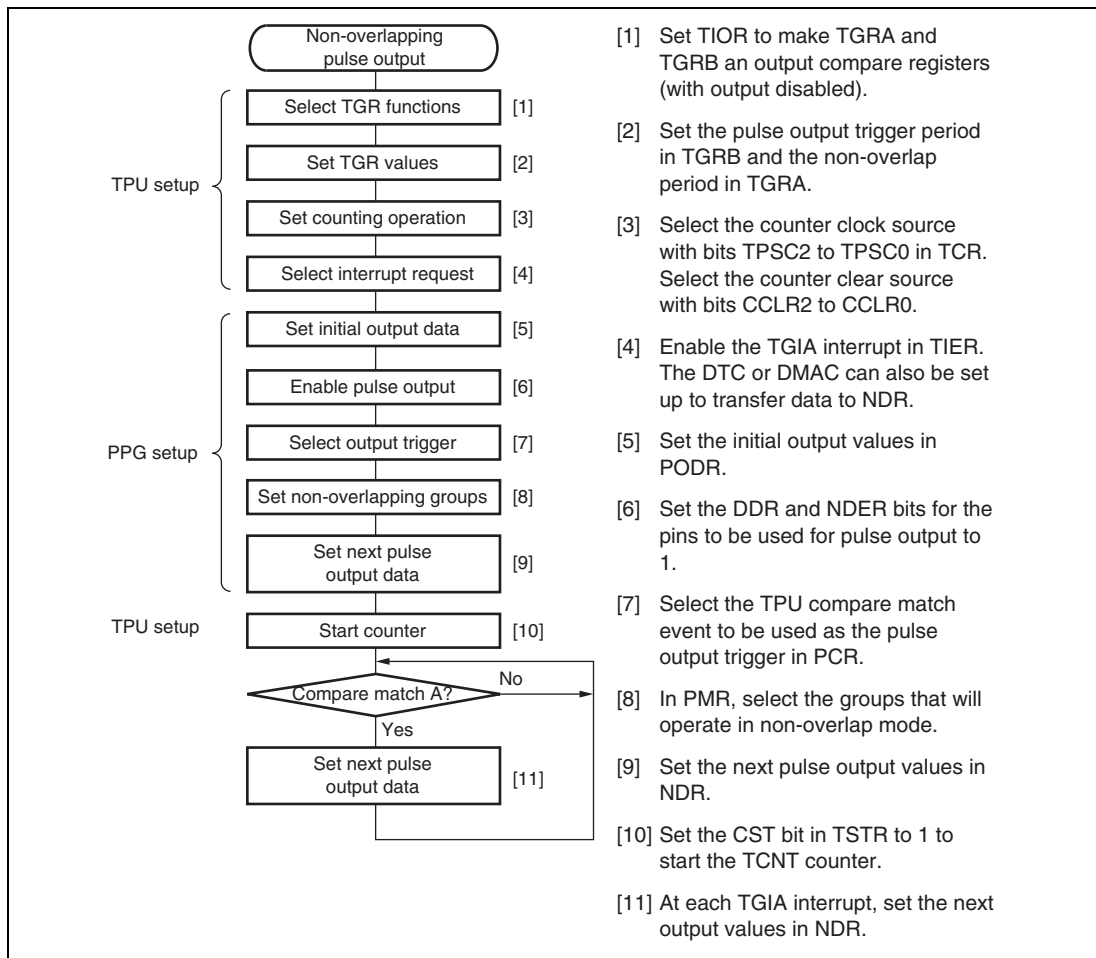 Non-overlapping
pulse output
Select TGR functions [1]
Set TGR values [2]
TPU setup
Set counting operation [3]
Select interrupt request [4]
Set initial output data [5]
Enable pulse output [6]
Select output trigger [7]
PPG setup
Set non-overlapping groups [8]
Set next pulse
output data
[9]
TPU setup
Start counter [10]
Compare match A?
No
Yes
Set next pulse
output data
[11]
[1] Set TIOR to make TGRA and
TGRB an output compare registers
(with output disabled).
[2] Set the pulse output trigger period
in TGRB and the non-overlap
period in TGRA.
[3] Select the counter clock source
with bits TPSC2 to TPSC0 in TCR.
Select the counter clear source
with bits CCLR2 to CCLR0.
[4] Enable the TGIA interrupt in TIER.
The DTC or DMAC can also be set
up to transfer data to NDR.
[5] Set the initial output values in
PODR.
[6] Set the DDR and NDER bits for the
pins to be used for pulse output to
1.
[7] Select the TPU compare match
event to be used as the pulse
output trigger in PCR.
[8] In PMR, select the groups that will
operate in non-overlap mode.
[9] Set the next pulse output values in
NDR.
[10] Set the CST bit in TSTR to 1 to
start the TCNT counter.
[11] At each TGIA interrupt, set the next
output values in NDR.